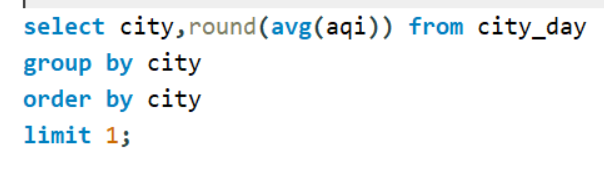 select city,round(avg(aqi)) from city_day
group by city
order by city
limit 1;